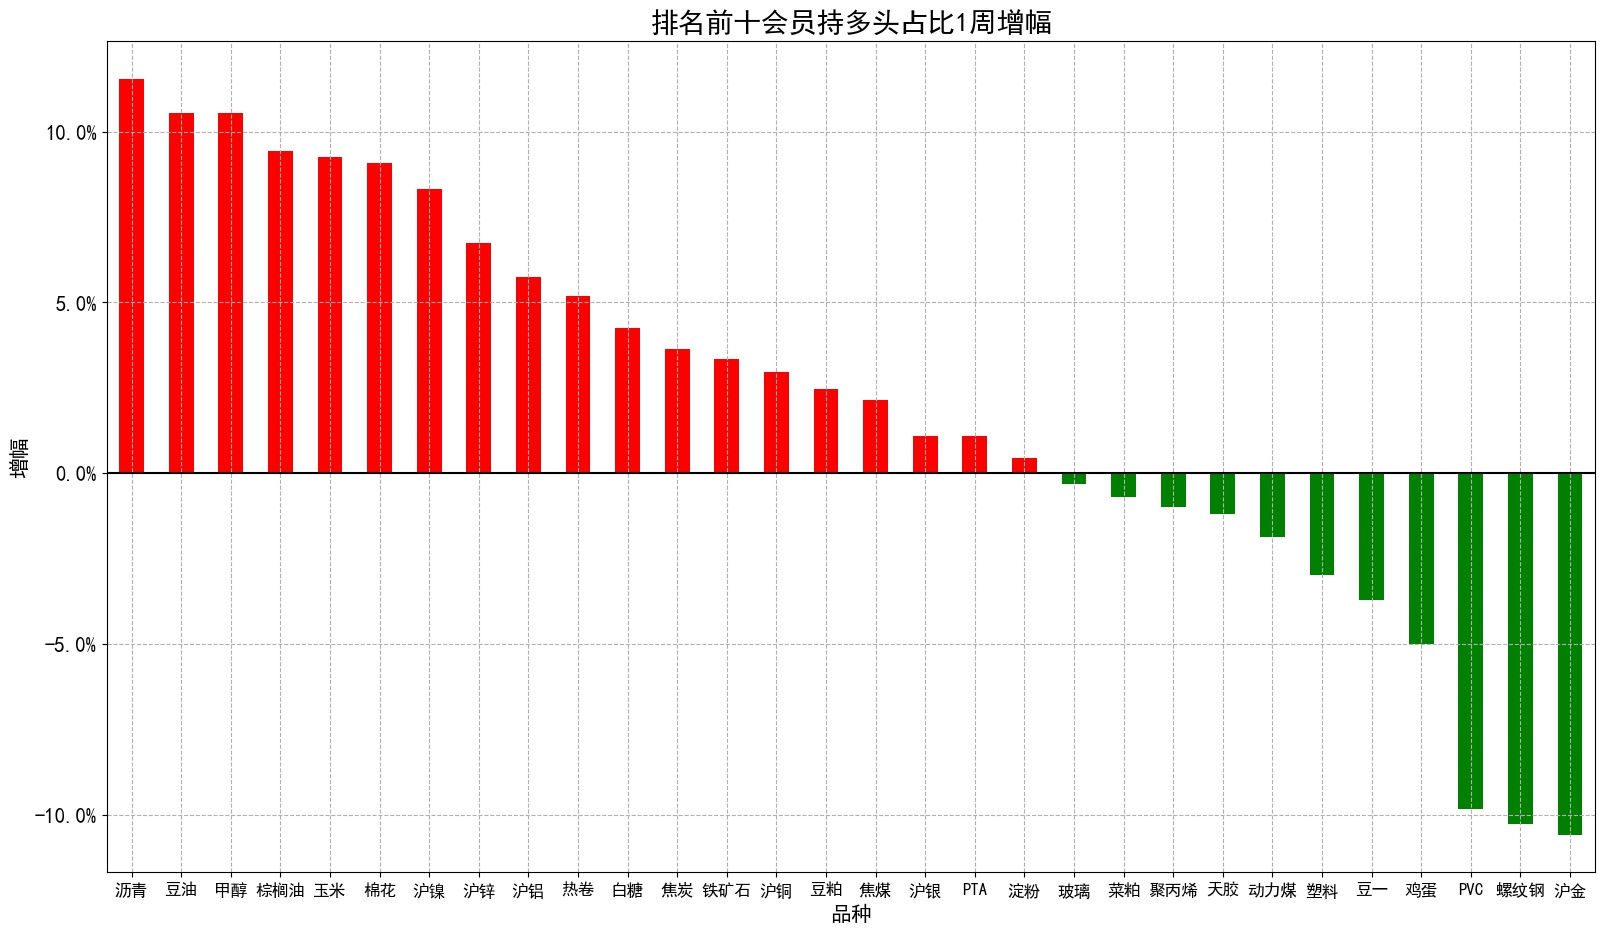 排名前十会员持多头占比1周增幅
增幅
10.0%
5.0%
0.0%
−5.0%
−10.0%
沥青 豆油 甲醇 棕榈油 玉米 棉花 沪镍 沪锌 沪铝 热卷 白糖 焦炭 铁矿石 沪铜 豆粕 焦煤 沪银 PTA 淀粉 玻璃 菜粕 聚丙烯 天胶 动力煤 塑料 豆一 鸡蛋 PVC 螺纹钢 沪金
品种